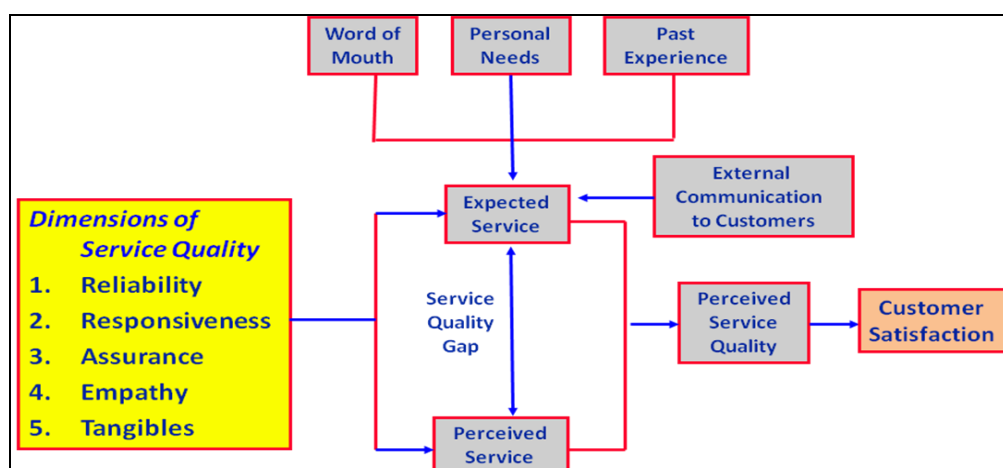 Word of
Mouth
Personal
Needs
Past
Experience
External
Communication
to Customers
Expected
Service
Dimensions of
Service Quality
1. Reliability
2. Responsiveness
3. Assurance
4. Empathy
5. Tangibles
Service
Quality
Gap
Perceived
Service
Quality
Customer
Satisfaction
Perceived
Service